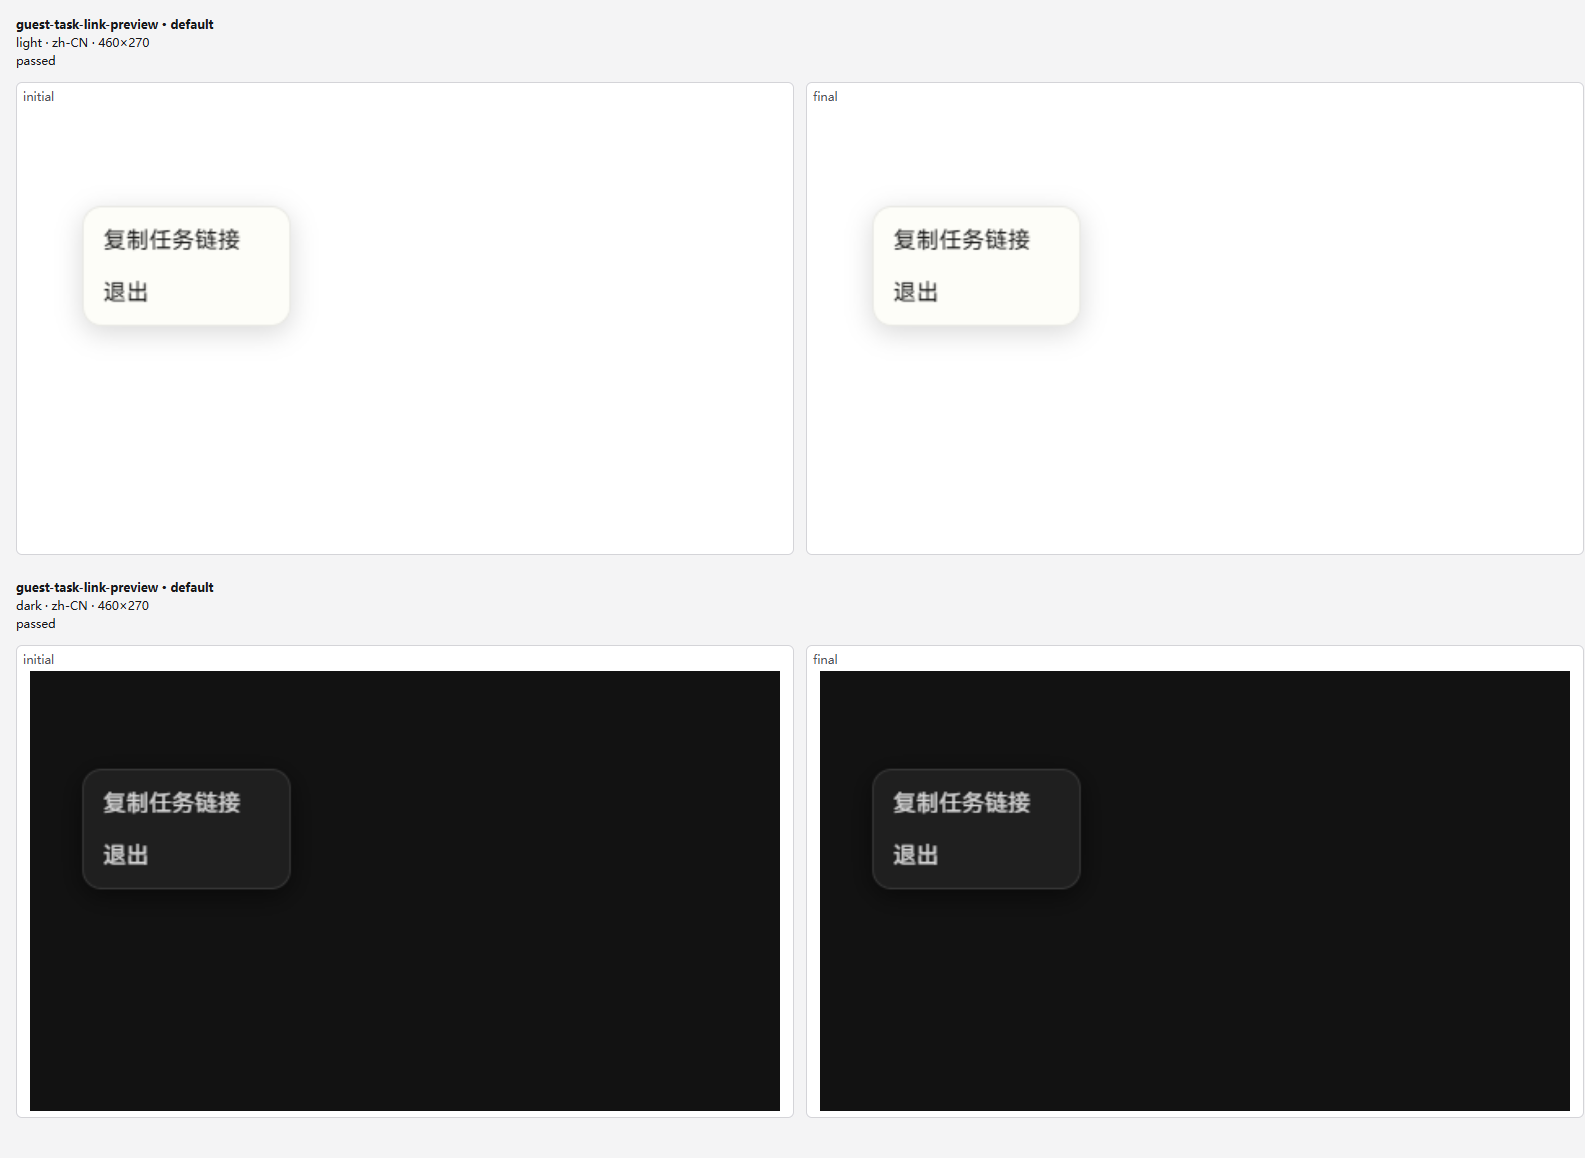 guest-task-link-preview • default
light · zh-CN · 460×270
passed
initial
final
复制任务链接
退出
复制任务链接
退出
guest-task-link-preview • default
dark · zh-CN · 460×270
passed
initial
final
复制任务链接
退出
复制任务链接
退出